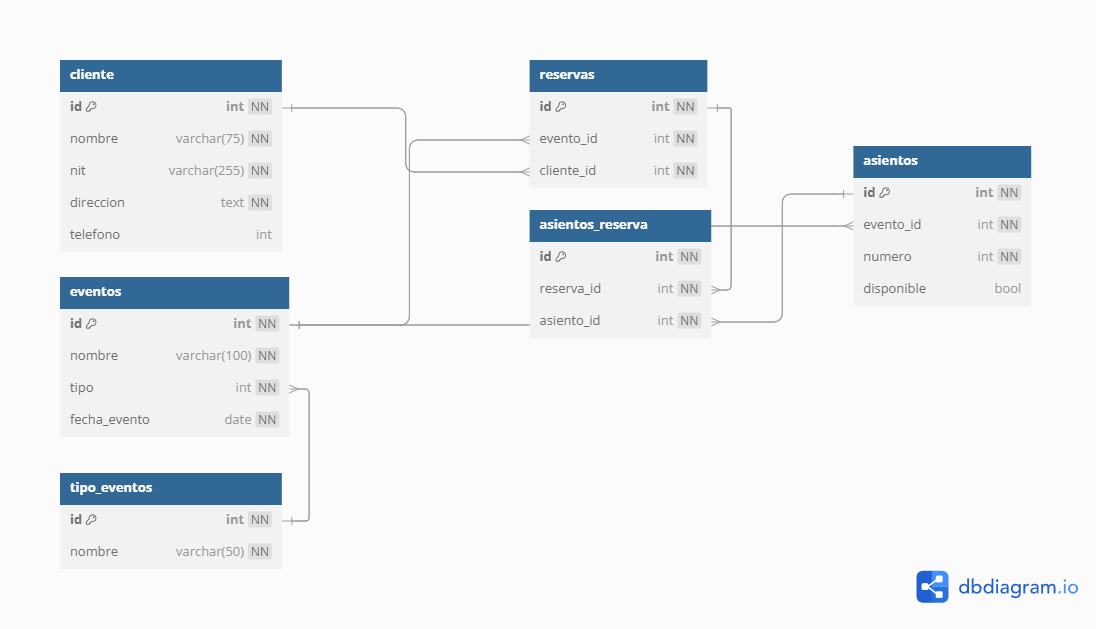 cliente
id int NN
nombre varchar(75) NN
nit varchar(255) NN
direccion text NN
telefono int
eventos
id int NN
nombre varchar(100) NN
tipo int NN
fecha_evento date NN
tipo_eventos
id int NN
nombre varchar(50) NN
reservas
id int NN
evento_id int NN
cliente_id int NN
asientos_reserva
id int NN
reserva_id int NN
asiento_id int NN
asientos
id int NN
evento_id int NN
numero int NN
disponible bool
dbdiagram.io